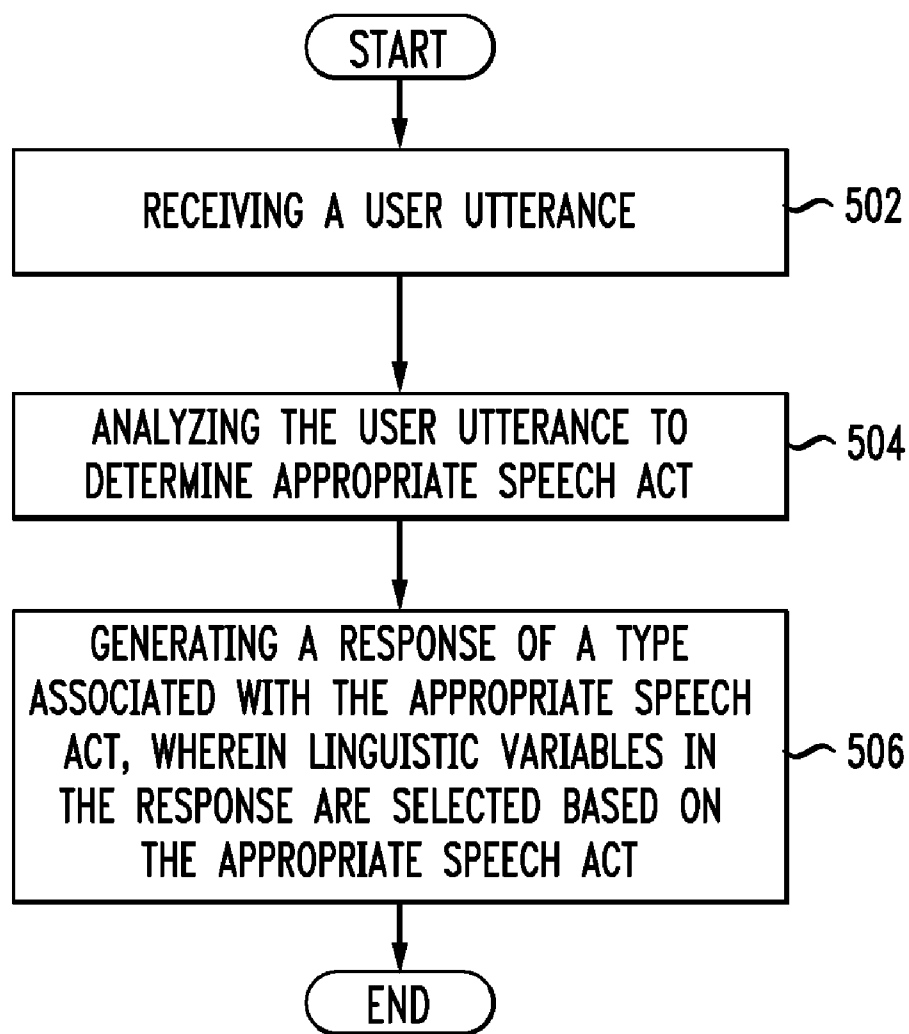 START
RECEIVING A USER UTTERANCE
502
ANALYZING THE USER UTTERANCE TO
DETERMINE APPROPRIATE SPEECH ACT
504
GENERATING A RESPONSE OF A TYPE
ASSOCIATED WITH THE APPROPRIATE SPEECH
ACT, WHEREIN LINGUISTIC VARIABLES IN
THE RESPONSE ARE SELECTED BASED ON
THE APPROPRIATE SPEECH ACT
506
END